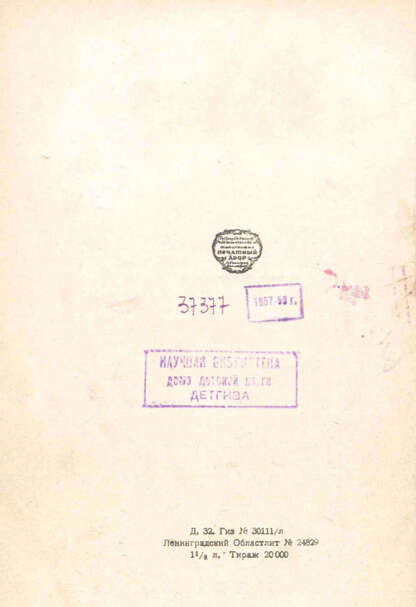 ПЕЧАТНЫЙ
ДВОР
37377
1957-58 г.
НАУЧНАЯ БИБЛИОТЕКА
ДОМА ДЕТСКОЙ КНИГИ
ДЕТГИЗА
Д. 32. Гиз № 30111/л
Ленинградский Областлит № 24829
1¹/₈ л. Тираж 20000